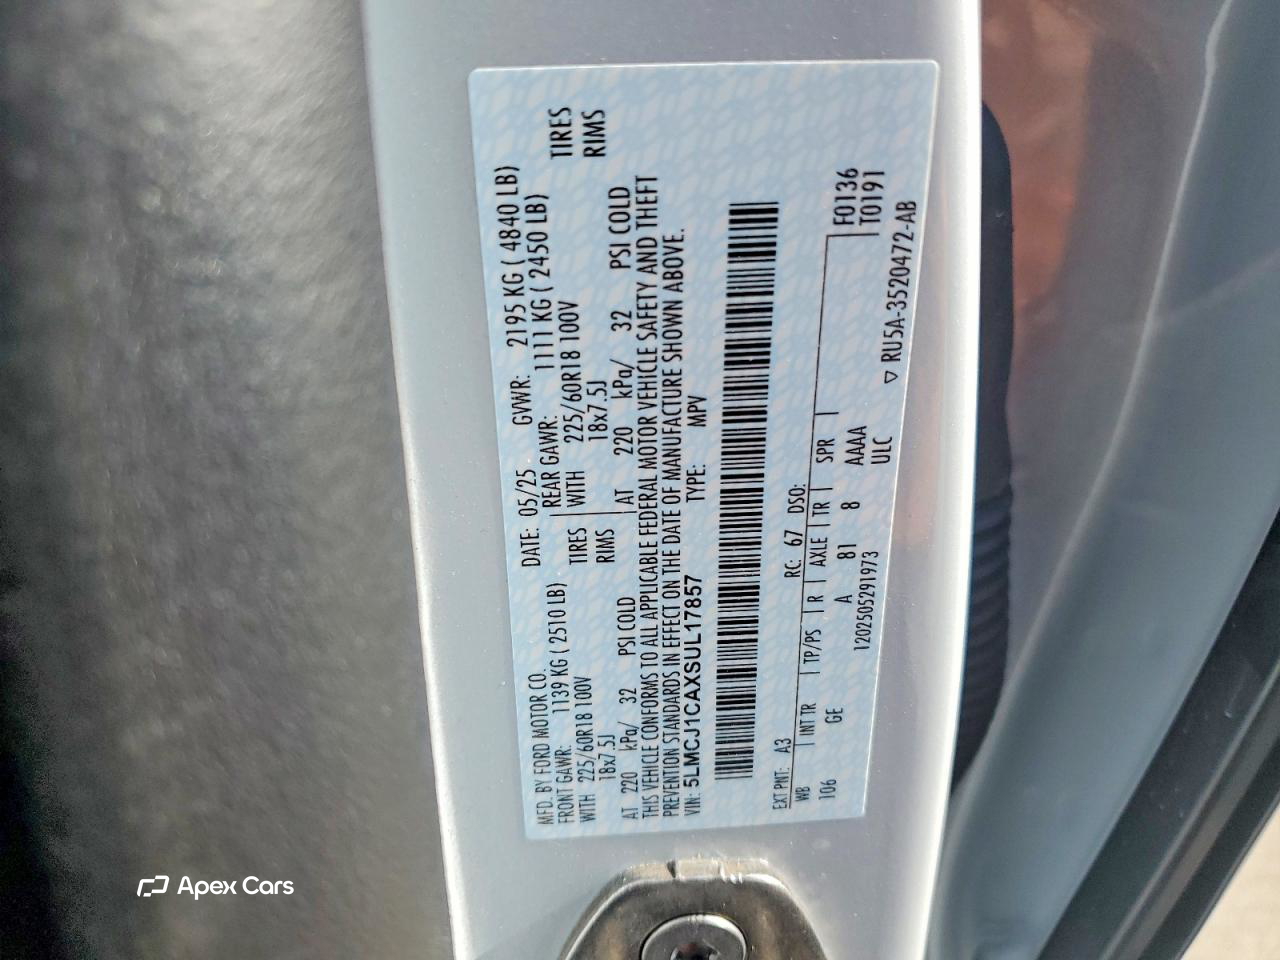 MFD. BY FORD MOTOR CO. DATE: 05/25 GVWR: 2195 KG ( 4840 LB)
FRONT GAWR: 1139 KG ( 2510 LB) REAR GAWR: 1111 KG ( 2450 LB)
WITH 225/60R18 100V TIRES WITH 225/60R18 100V TIRES
18x7.5J RIMS 18x7.5J RIMS
AT 220 kPa/ 32 PSI COLD AT 220 kPa/ 32 PSI COLD
THIS VEHICLE CONFORMS TO ALL APPLICABLE FEDERAL MOTOR VEHICLE SAFETY AND THEFT
PREVENTION STANDARDS IN EFFECT ON THE DATE OF MANUFACTURE SHOWN ABOVE.
VIN: 5LMCJ1CAXSUL17857 TYPE: MPV
EXT PNT: A3 RC: 67 DSO:
WB INT TR TP/PS R AXLE TR SPR F0136
106 GE A 81 8 AAAA T0191
1202505291973 ULC
▽ RU5A-3520472-AB
Apex Cars